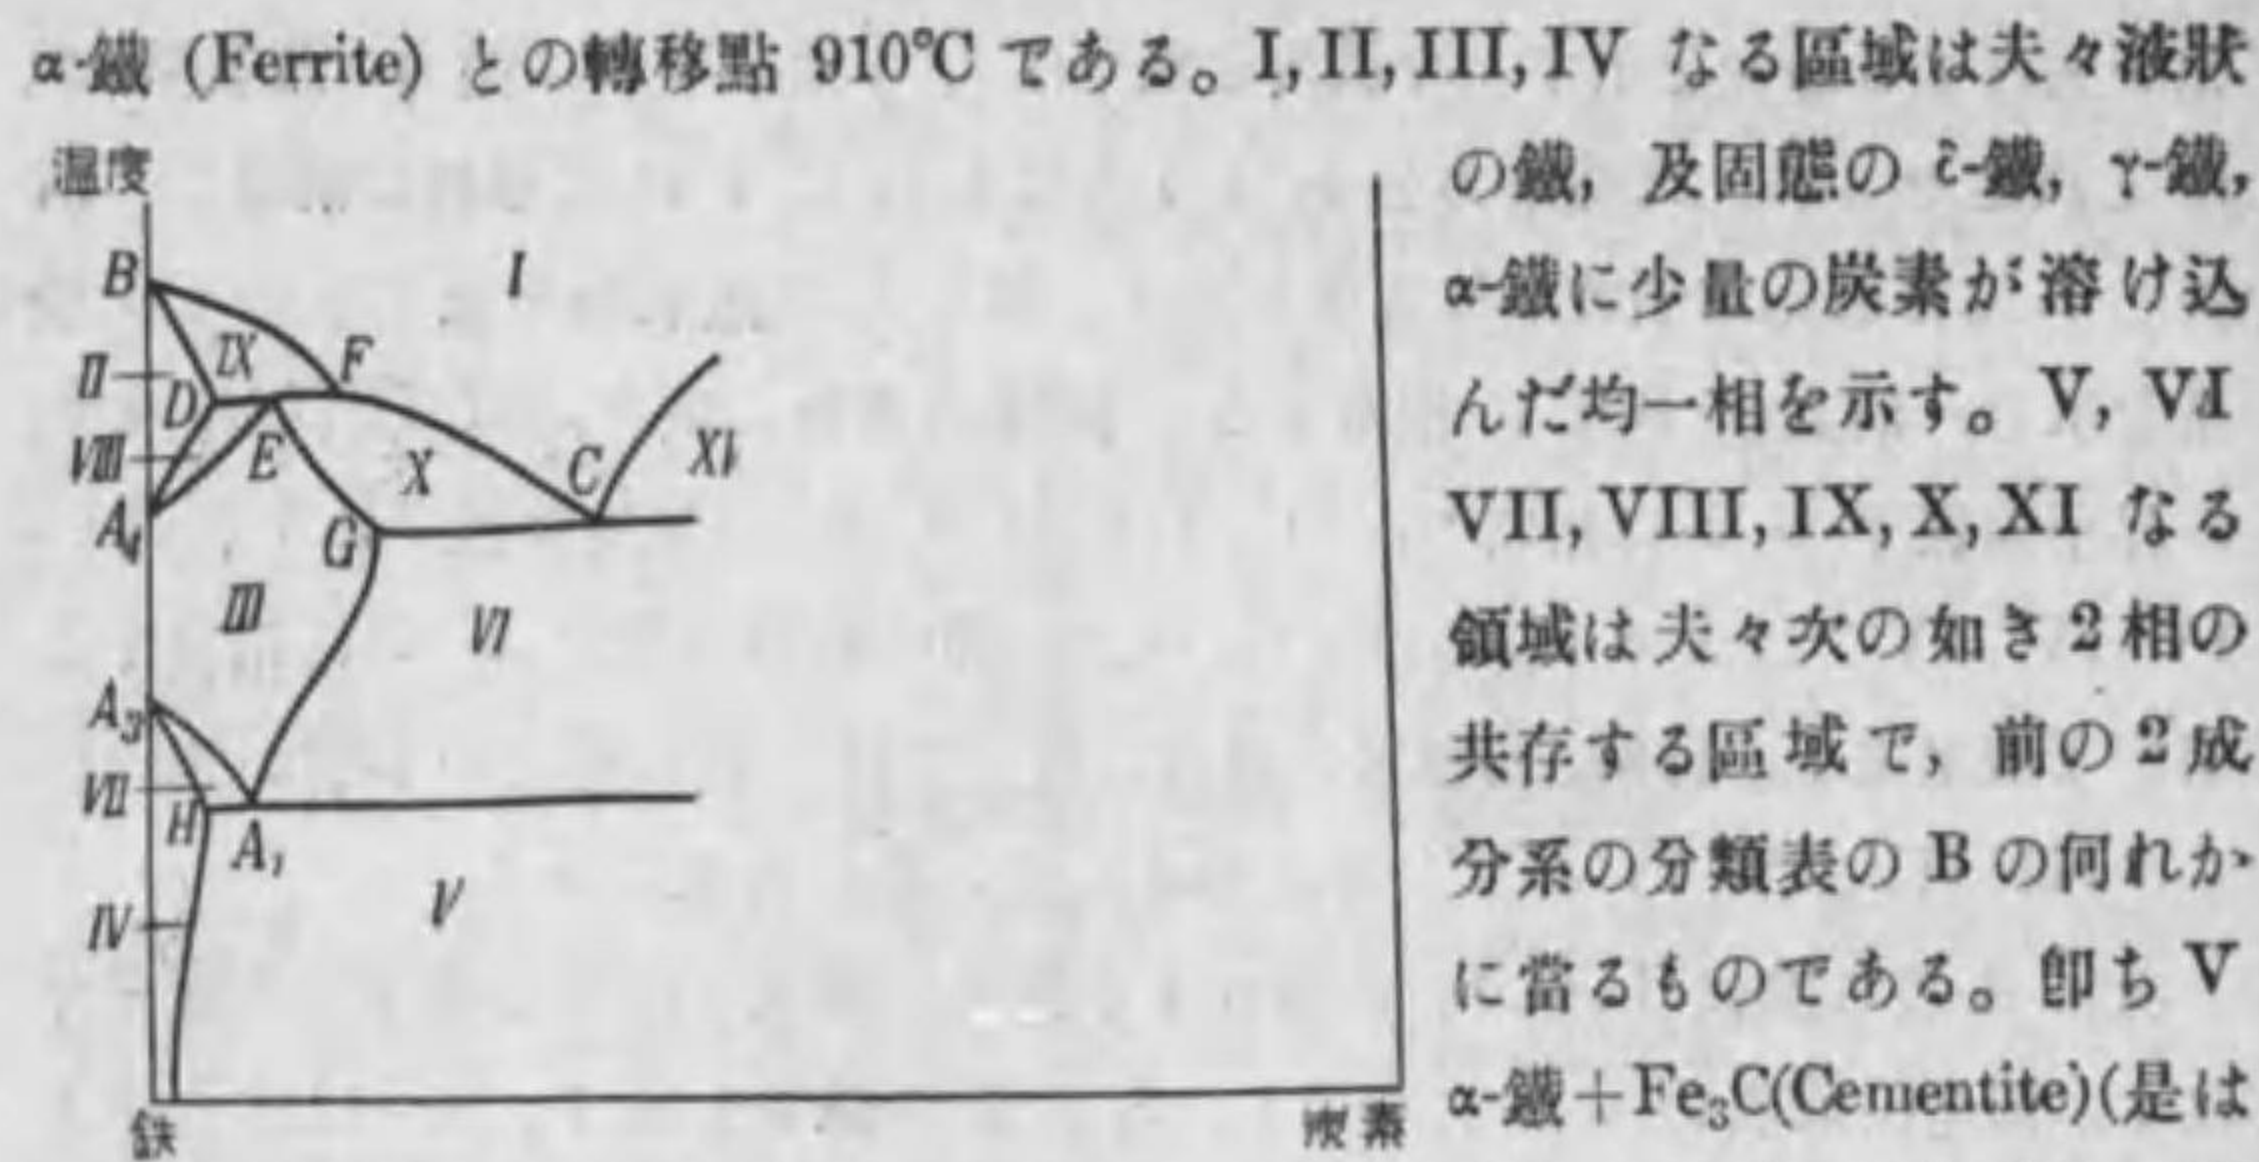 α-鐵 (Ferrite) との轉移點 910℃ である。I, II, III, IV なる區域は夫々液狀
の鐵, 及固態の δ-鐵, γ-鐵,
α-鐵に少量の炭素が溶け込
んだ均一相を示す。V, VI
VII, VIII, IX, X, XI なる
領域は夫々次の如き2相の
共存する區域で, 前の2成
分系の分類表の B の何れか
に當るものである。卽ち V
α-鐵+Fe₃C(Cementite)(是は
温度
B
I
II
IX
F
D
VIII
E
X
C
XI
A₄
G
III
VI
A₃
VII
H
A₁
IV
V
鉄
炭素